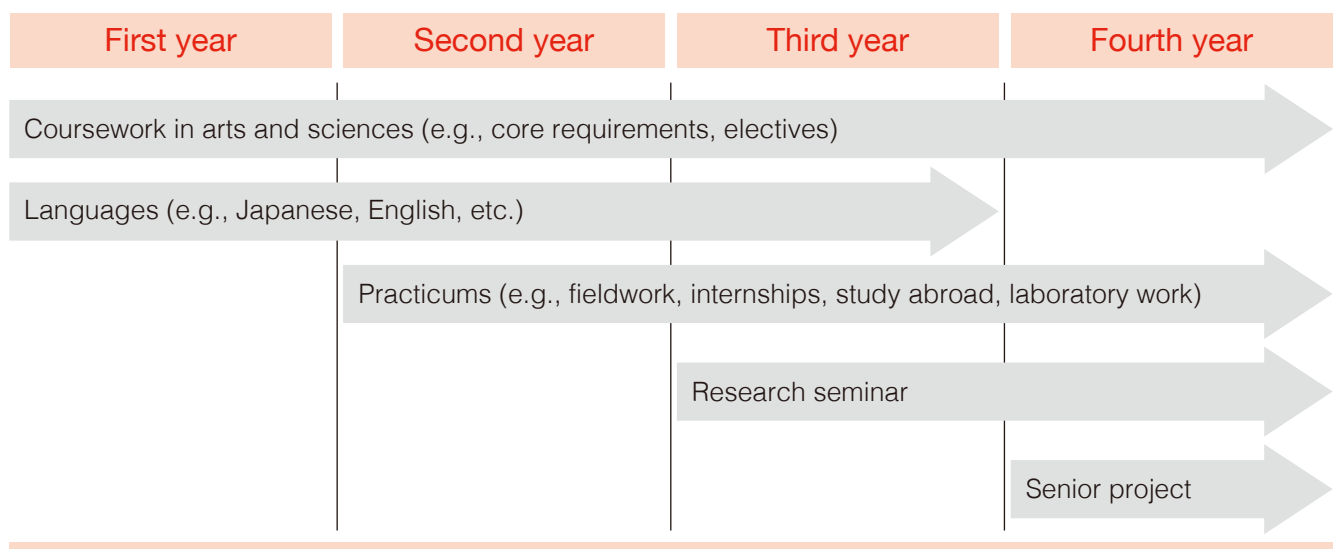 First year
Second year
Third year
Fourth year
Coursework in arts and sciences (e.g., core requirements, electives)
Languages (e.g., Japanese, English, etc.)
Practicums (e.g., fieldwork, internships, study abroad, laboratory work)
Research seminar
Senior project